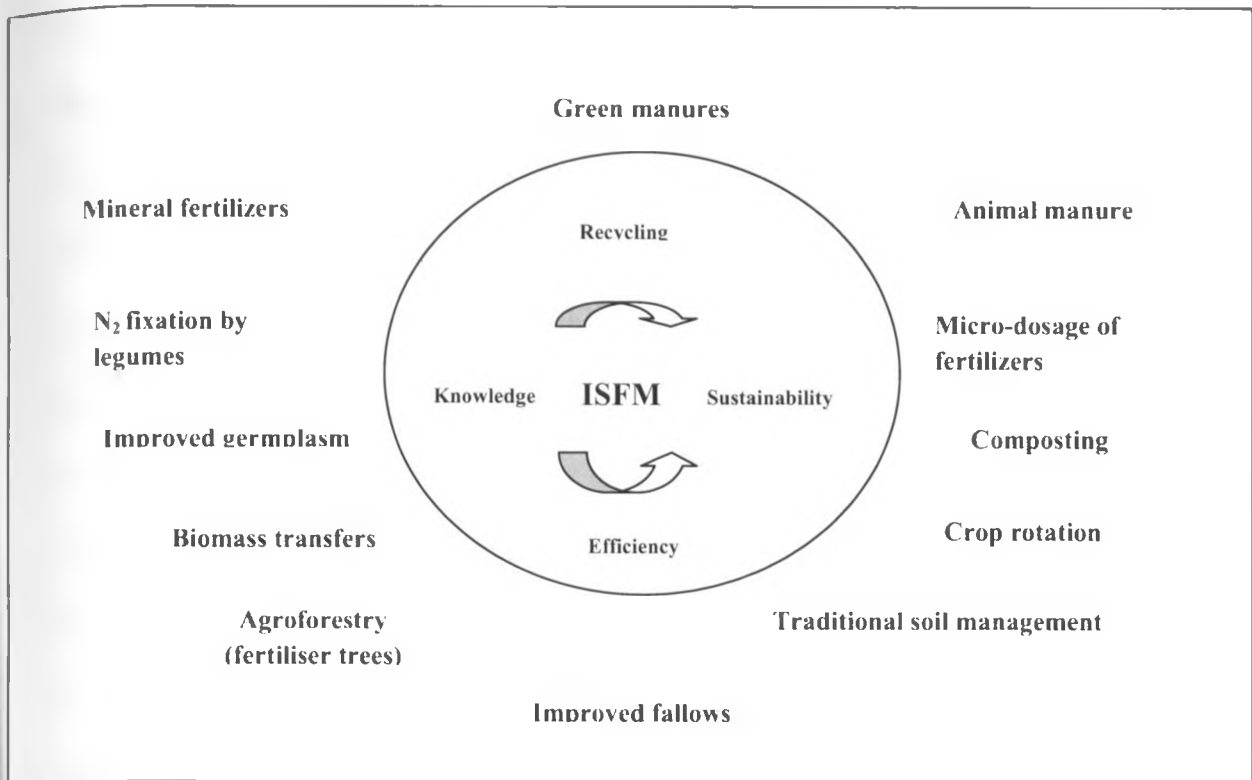 Green manures
Mineral fertilizers
Animal manure
Recycling
N₂ fixation by
legumes
Micro-dosage of
fertilizers
Knowledge
ISFM
Sustainability
Improved germplasm
Composting
Biomass transfers
Efficiency
Crop rotation
Agroforestry
(fertiliser trees)
Traditional soil management
Improved fallows